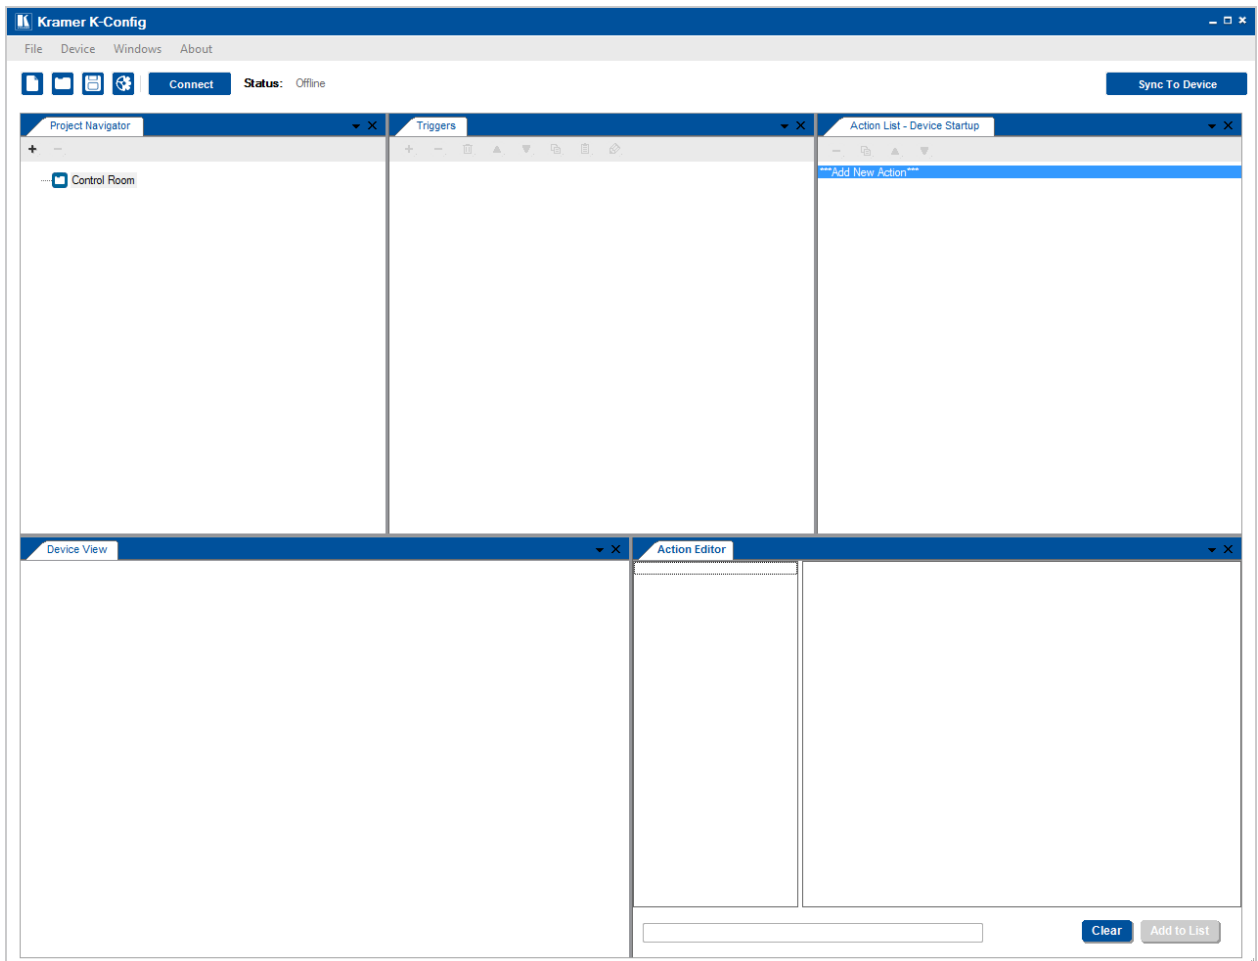 Kramer K-Config
File Device Windows About
Connect Status: Offline Sync To Device
Project Navigator Triggers Action List - Device Startup
Control Room
***Add New Action***
Device View Action Editor
Clear Add to List